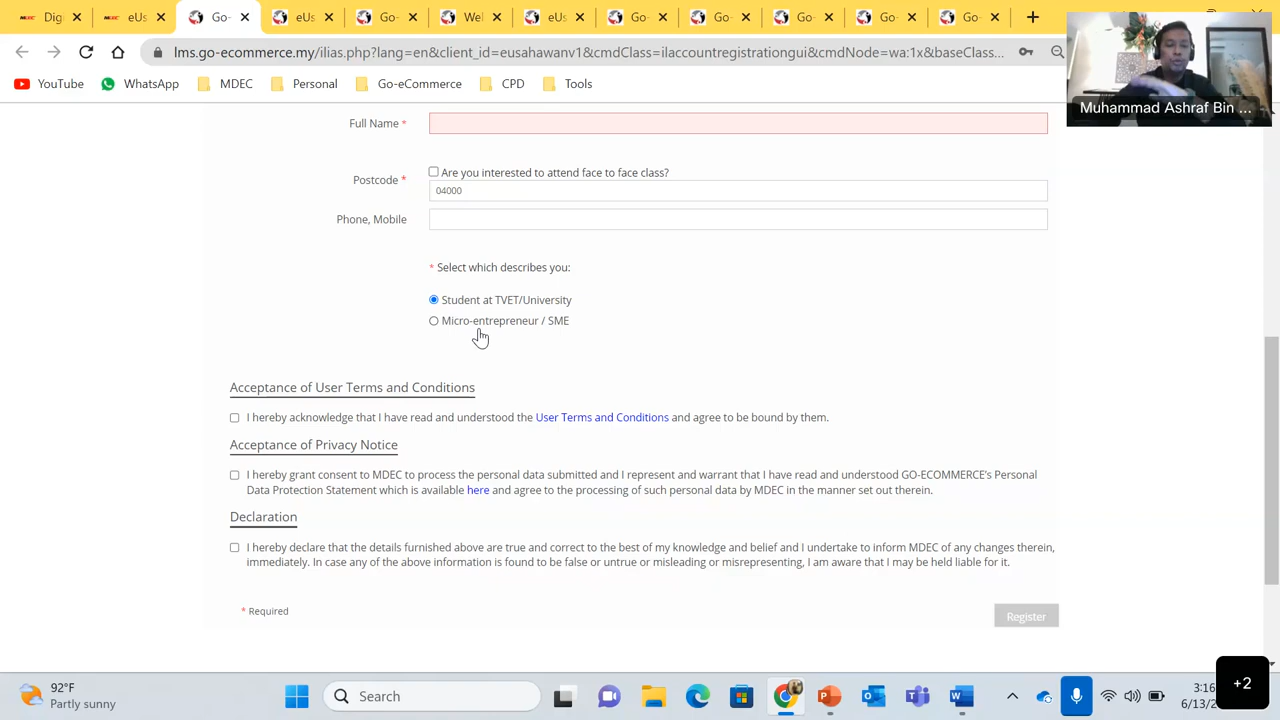 Dig
eUs
Go-
eUs
Go-
Wel
eUs
Go-
Go-
Go-
Go-
Go-
lms.go-ecommerce.my/ilias.php?lang=en&client_id=eusahawanv1&cmdClass=ilaccountregistrationgui&cmdNode=wk:1x&baseClass...
YouTube
WhatsApp
MDEC
Personal
Go-eCommerce
CPD
Tools
Muhammad Ashraf Bin ...
Full Name *
Are you interested to attend face to face class?
Postcode *
04000
Phone, Mobile
* Select which describes you:
Student at TVET/University
Micro-entrepreneur / SME
Acceptance of User Terms and Conditions
I hereby acknowledge that I have read and understood the User Terms and Conditions and agree to be bound by them.
Acceptance of Privacy Notice
I hereby grant consent to MDEC to process the personal data submitted and I represent and warrant that I have read and understood GO-ECOMMERCE's Personal
Data Protection Statement which is available here and agree to the processing of such personal data by MDEC in the manner set out therein.
Declaration
I hereby declare that the details furnished above are true and correct to the best of my knowledge and belief and I undertake to inform MDEC of any changes therein,
immediately. In case any of the above information is found to be false or untrue or misleading or misrepresenting, I am aware that I may be held liable for it.
* Required
Register
92°F
Partly sunny
Search
3:16
6/13/2
+2